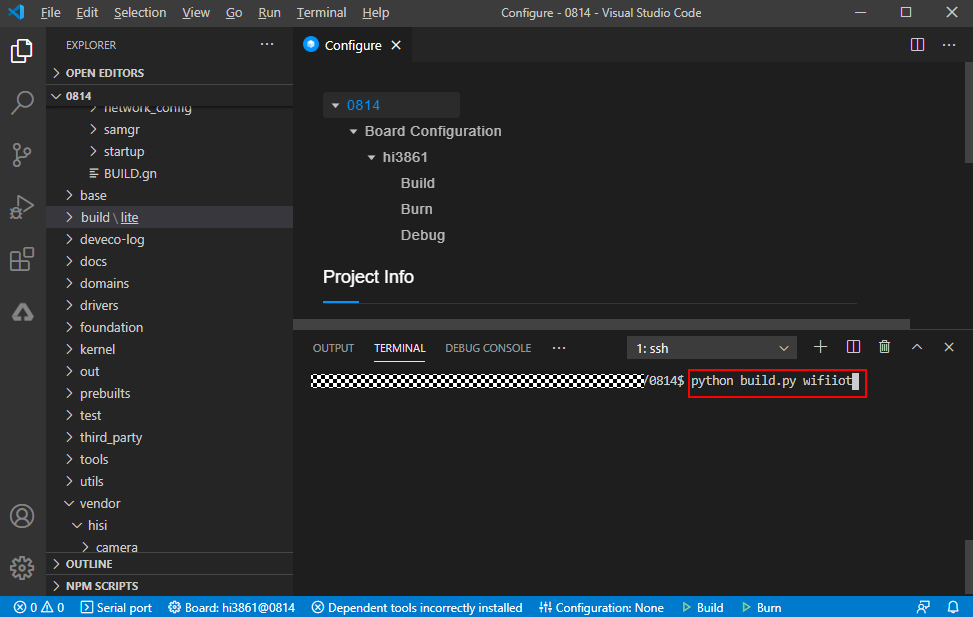 File Edit Selection View Go Run Terminal Help Configure - 0814 - Visual Studio Code
EXPLORER
OPEN EDITORS
0814
network_config
samgr
startup
BUILD.gn
base
build \ lite
deveco-log
docs
domains
drivers
foundation
kernel
out
prebuilts
test
third_party
tools
utils
vendor
hisi
camera
OUTLINE
NPM SCRIPTS
Configure
0814
Board Configuration
hi3861
Build
Burn
Debug
Project Info
OUTPUT TERMINAL DEBUG CONSOLE 1: ssh
/0814$ python build.py wifiiot
0 0 Serial port Board: hi3861@0814 Dependent tools incorrectly installed Configuration: None Build Burn